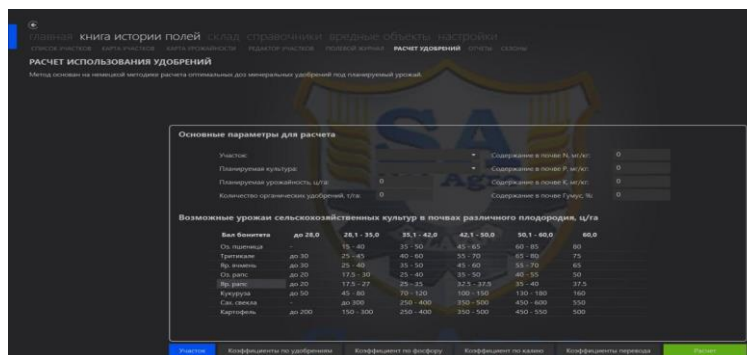 главная книга истории полей склад справочники вредные объекты настройки
СПИСОК УЧАСТКОВ КАРТА УЧАСТКОВ КАРТА УРОЖАЙНОСТИ РЕДАКТОР УЧАСТКОВ ПОЛЕВОЙ ЖУРНАЛ РАСЧЕТ УДОБРЕНИЙ ОТЧЕТЫ СЕЗОНЫ
РАСЧЕТ ИСПОЛЬЗОВАНИЯ УДОБРЕНИЙ
Метод основан на немецкой методике расчета оптимальных доз минеральных удобрений под планируемый урожай.
Основные параметры для расчета
Участок: Содержание в почве N, мг/кг: 0
Планируемая культура: Содержание в почве P, мг/кг: 0
Планируемая урожайность, ц/га: 0 Содержание в почве K, мг/кг: 0
Количество органических удобрений, т/га: 0 Содержание в почве Гумус, %: 0
Возможные урожаи сельскохозяйственных культур в почвах различного плодородия, ц/га
Бал бонитета до 28,0 28,1 - 35,0 35,1 - 42,0 42,1 - 50,0 50,1 - 60,0 60,0
Оз. пшеница - 15 - 40 35 - 50 45 - 65 60 - 85 80
Тритикале до 30 25 - 45 40 - 60 55 - 70 65 - 80 75
Яр. ячмень до 30 25 - 40 35 - 50 45 - 60 55 - 70 65
Оз. рапс до 20 17.5 - 30 25 - 40 35 - 50 40 - 55 50
Яр. рапс до 20 17.5 - 27 25 - 35 32.5 - 37.5 35 - 40 37.5
Кукуруза до 50 45 - 80 70 - 120 100 - 150 130 - 180 160
Сах. свекла - до 300 250 - 400 350 - 500 450 - 600 550
Картофель до 200 150 - 300 250 - 400 350 - 500 450 - 550 500
Участок Коэффициенты по удобрениям Коэффициент по фосфору Коэффициент по калию Коэффициенты перевода Расчет